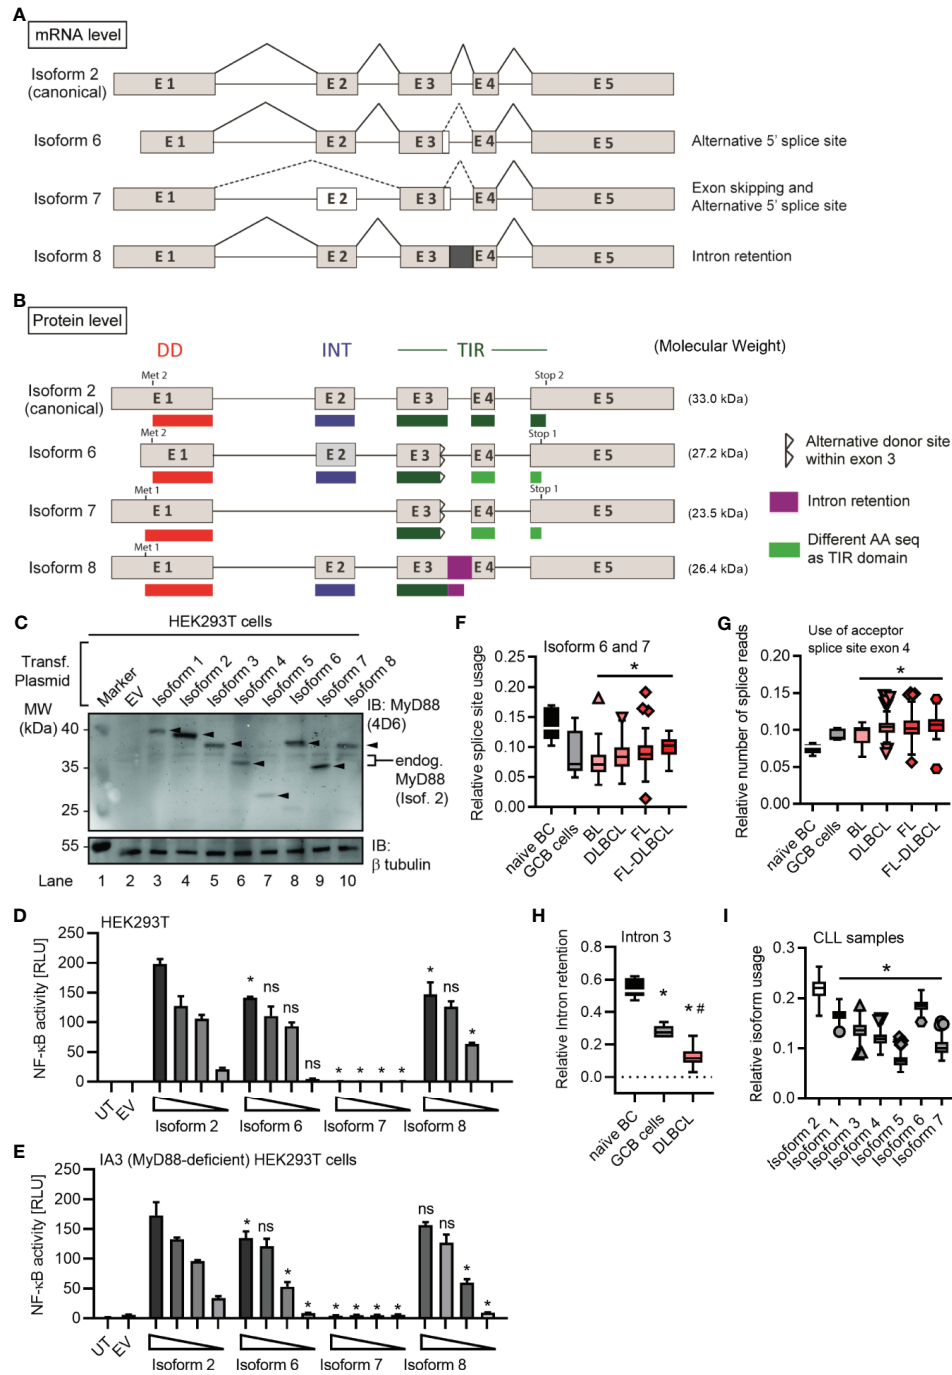 A
mRNA level
Isoform 2
(canonical)
E 1
E 2
E 3
E 4
E 5
Isoform 6
E 1
E 2
E 3
E 4
E 5
Alternative 5' splice site
Isoform 7
E 1
E 2
E 3
E 4
E 5
Exon skipping and
Alternative 5' splice site
Isoform 8
E 1
E 2
E 3
E 4
E 5
Intron retention
B
Protein level
DD
INT
TIR
(Molecular Weight)
Isoform 2
(canonical)
Met 2
E 1
E 2
E 3
E 4
Stop 2
E 5
(33.0 kDa)
Isoform 6
Met 2
E 1
E 2
E 3
E 4
Stop 1
E 5
(27.2 kDa)
Isoform 7
Met 1
E 1
E 3
E 4
Stop 1
E 5
(23.5 kDa)
Isoform 8
Met 1
E 1
E 2
E 3
E 4
E 5
(26.4 kDa)
Alternative donor site
within exon 3
Intron retention
Different AA seq
as TIR domain
C
HEK293T cells
Transf.
Plasmid
Marker
EV
Isoform 1
Isoform 2
Isoform 3
Isoform 4
Isoform 5
Isoform 6
Isoform 7
Isoform 8
MW
(kDa)
40
35
25
55
IB: MyD88
(4D6)
endog.
MyD88
(Isof. 2)
IB:
β tubulin
Lane 1 2 3 4 5 6 7 8 9 10
D
HEK293T
NF-κB activity [RLU]
250
200
150
100
50
0
* ns ns ns
* * * *
* ns *
UT
EV
Isoform 2
Isoform 6
Isoform 7
Isoform 8
E
IA3 (MyD88-deficient) HEK293T cells
NF-κB activity [RLU]
250
200
150
100
50
0
* ns * *
* * * *
ns ns * *
UT
EV
Isoform 2
Isoform 6
Isoform 7
Isoform 8
F
Isoform 6 and 7
*
Relative splice site usage
0.25
0.20
0.15
0.10
0.05
0.00
naïve BC
GCB cells
BL
DLBCL
FL
FL-DLBCL
G
Use of acceptor
splice site exon 4
*
Relative number of splice reads
0.20
0.15
0.10
0.05
0.00
naïve BC
GCB cells
BL
DLBCL
FL
FL-DLBCL
H
Intron 3
Relative Intron retention
0.8
0.6
0.4
0.2
0.0
*
* #
naïve BC
GCB cells
DLBCL
I
CLL samples
*
Relative isoform usage
0.3
0.2
0.1
0.0
Isoform 2
Isoform 1
Isoform 3
Isoform 4
Isoform 5
Isoform 6
Isoform 7